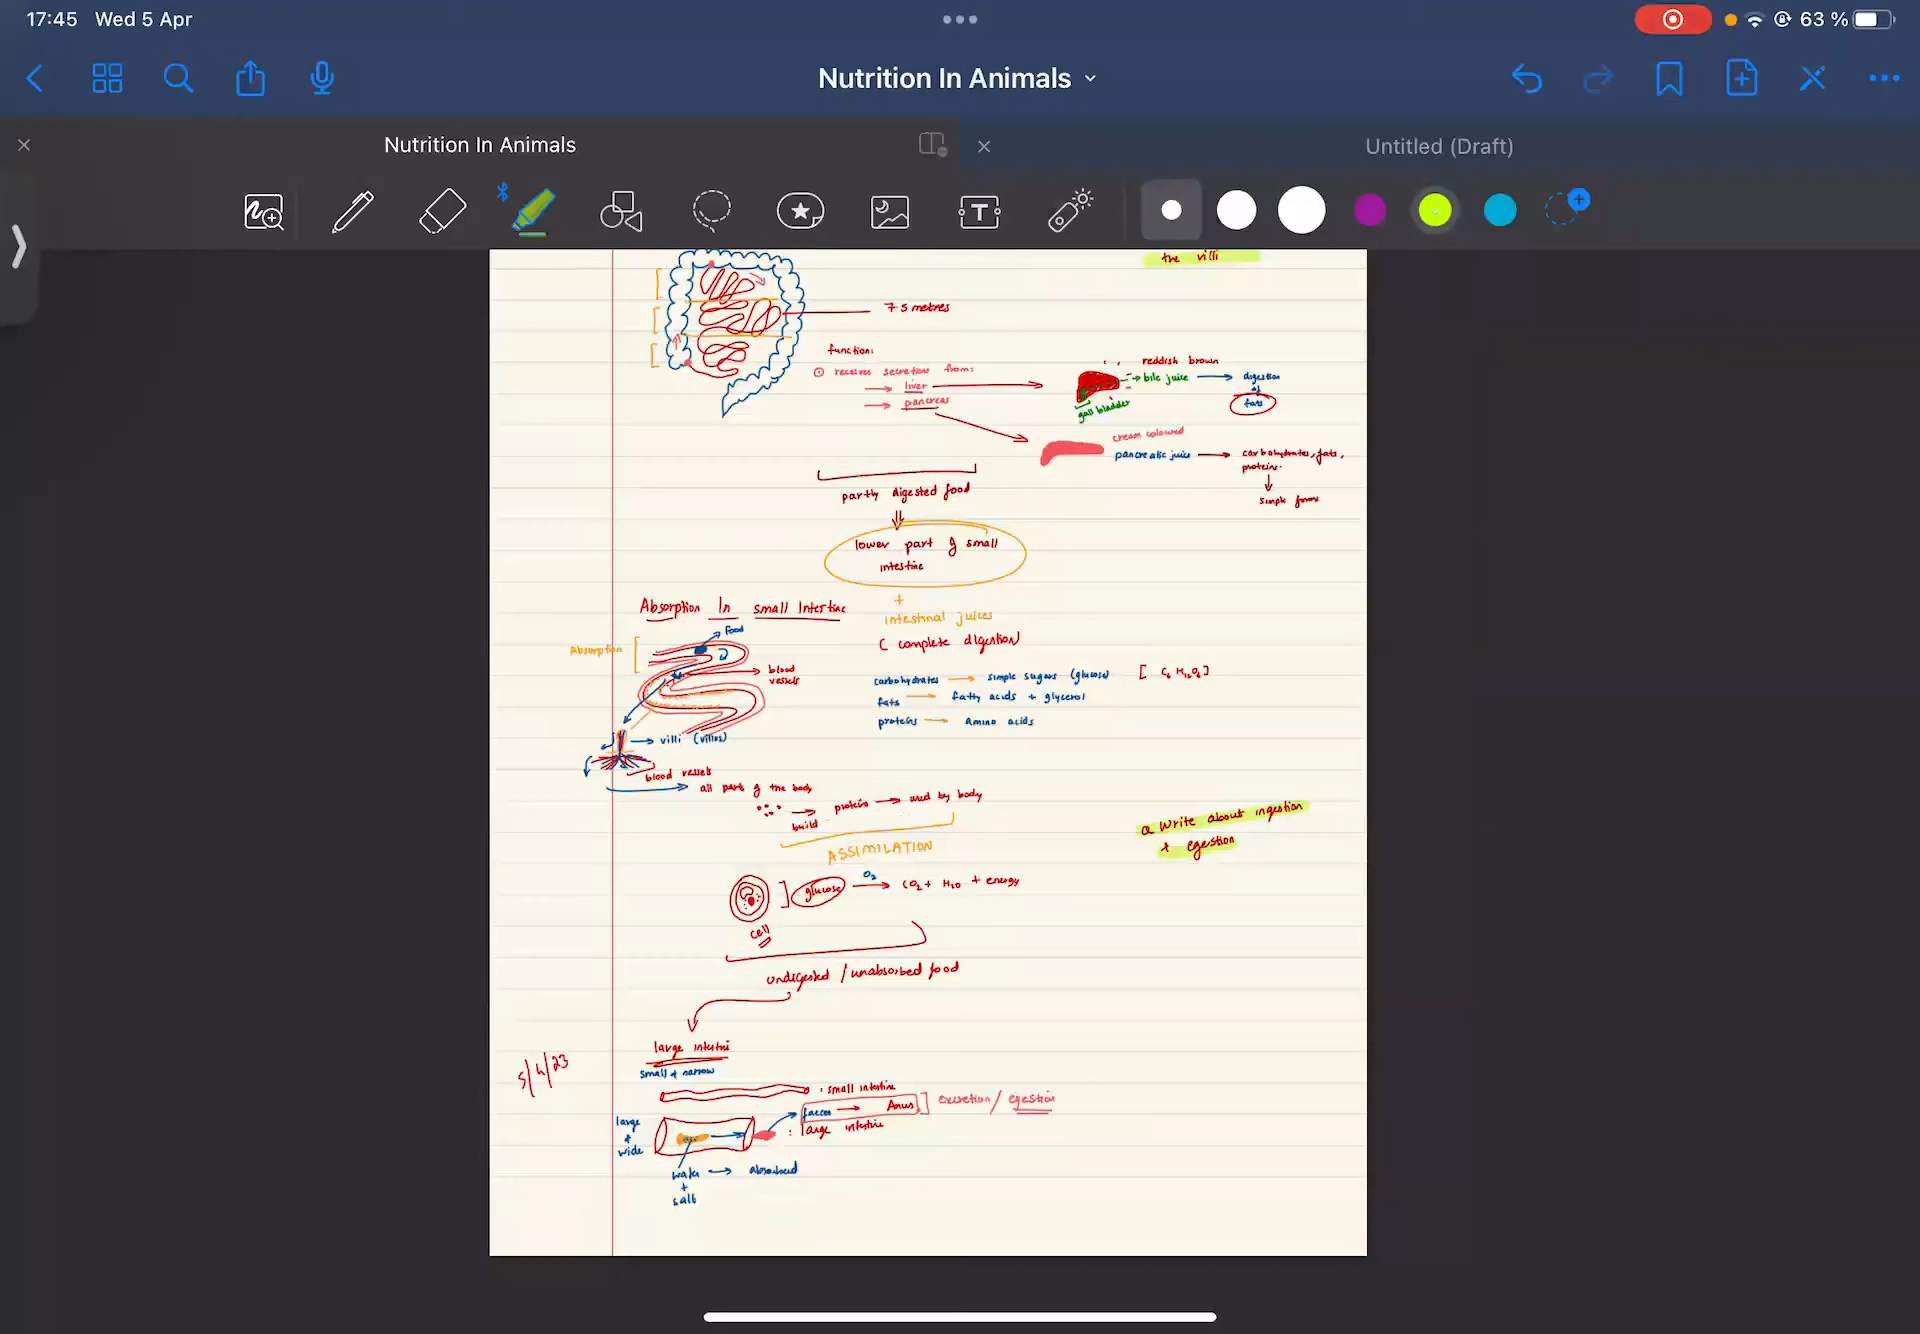 17:45 Wed 5 Apr
63 %
Nutrition In Animals
Nutrition In Animals
Untitled (Draft)
the villi
7 5 metres
function:
① receives secretion from:
→ liver
→ pancreas
reddish brown
→ bile juice → digestion
of
fats
gall bladder
cream coloured
pancreatic juice → carbohydrates, fats,
protein.
↓
simple forms
partly digested food
lower part of small
intestine
+
intestinal juices
( complete digestion)
Absorption In small Intestine
food
Absorption
blood
vessels
carbohydrates → simple sugars (glucose) [ C6 H12O6]
fats → fatty acids + glycerol
proteins → Amino acids
→ villi (villus)
blood vessels
→ all parts of the body
→ protein → used by body
build
ASSIMILATION
Q Write about ingestion
+ egestion
glucose O2 → CO2 + H2O + energy
cell
undigested / unabsorbed food
large intestine
5/4/23
small & narrow
: small intestine
faeces → Anus ] excretion / egestion
: large intestine
large
&
wide
water → absorbed
+
salt